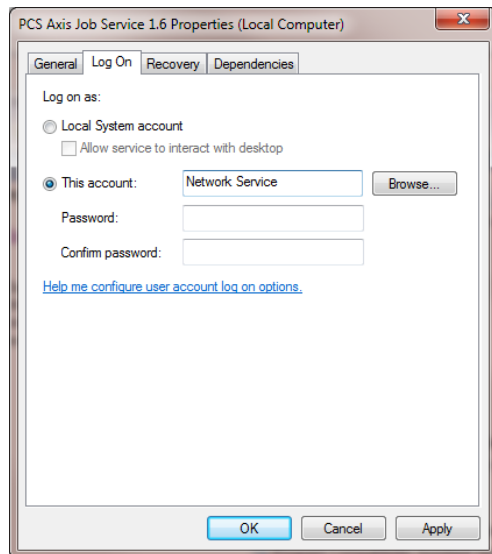 PCS Axis Job Service 1.6 Properties (Local Computer)
General Log On Recovery Dependencies
Log on as:
Local System account
Allow service to interact with desktop
This account: Network Service Browse...
Password:
Confirm password:
Help me configure user account log on options.
OK Cancel Apply